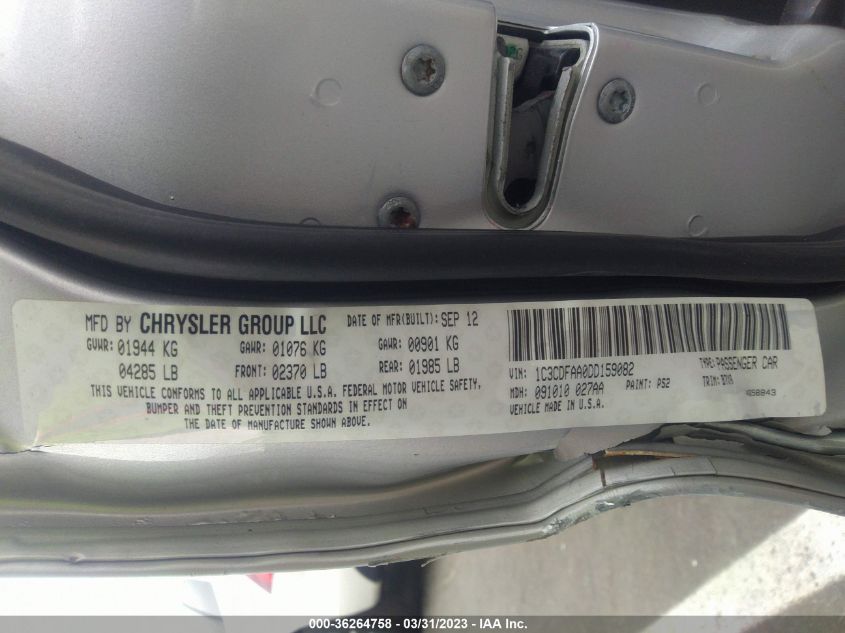 MFD BY CHRYSLER GROUP LLC DATE OF MFR(BUILT): SEP 12
GVWR: 01944 KG GAWR: 01076 KG GAWR: 00901 KG
04285 LB FRONT: 02370 LB REAR: 01985 LB
THIS VEHICLE CONFORMS TO ALL APPLICABLE U.S.A. FEDERAL MOTOR VEHICLE SAFETY,
BUMPER AND THEFT PREVENTION STANDARDS IN EFFECT ON
THE DATE OF MANUFACTURE SHOWN ABOVE.
VIN: 1C3CDFAA0DD159082 TYPE: PASSENGER CAR
MDH: 091010 027AA PAINT: PS2 TRIM:
VEHICLE MADE IN U.S.A.
000-36264758 - 03/31/2023 - IAA Inc.